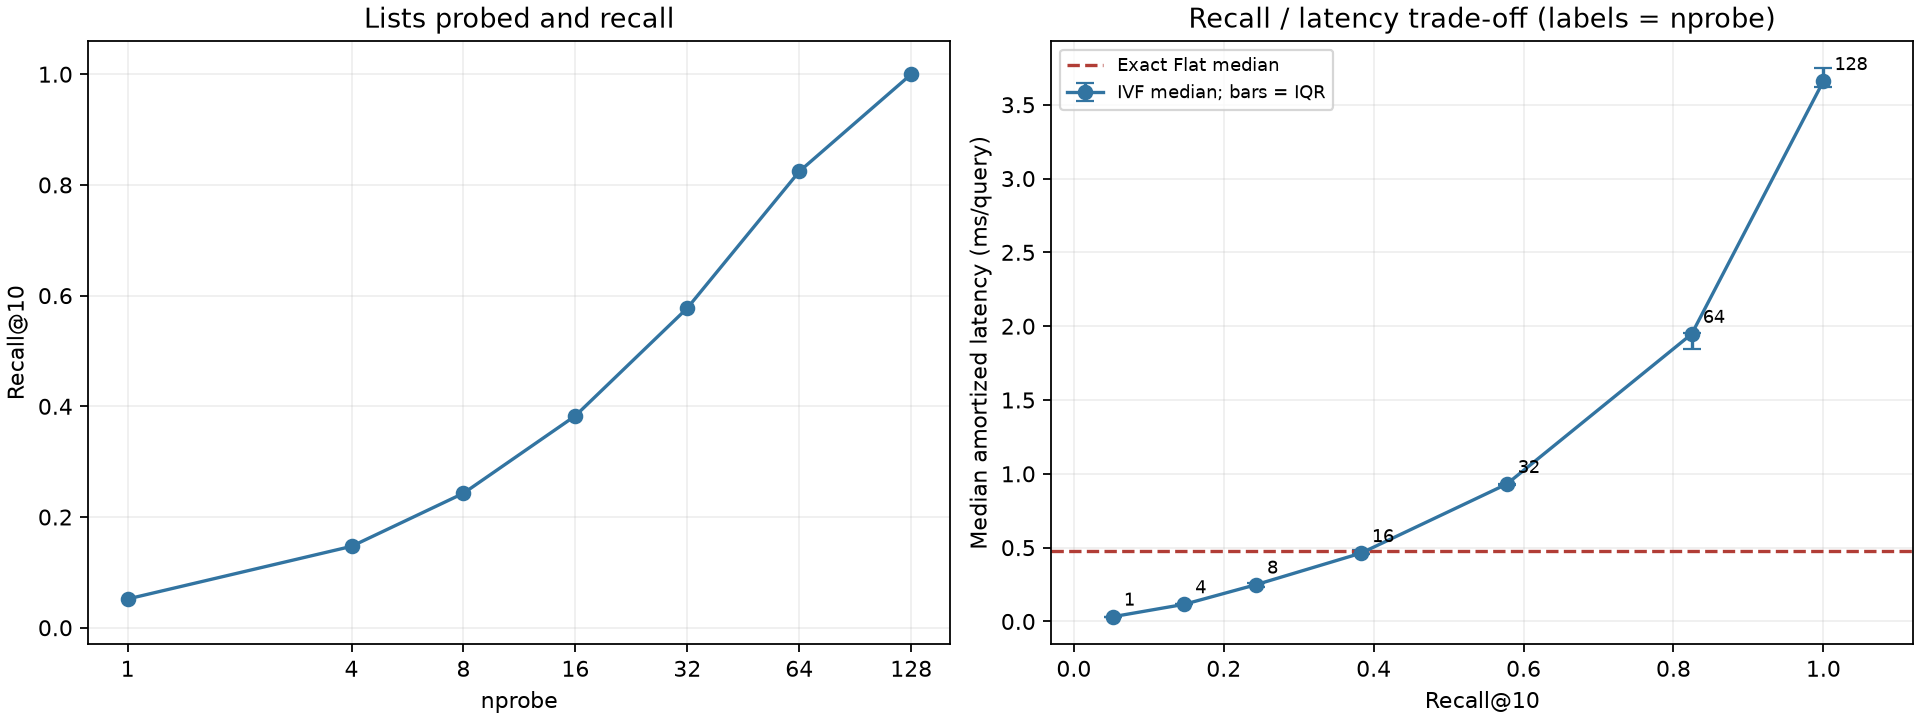 Lists probed and recall
Recall@10
1.0
0.8
0.6
0.4
0.2
0.0
1 4 8 16 32 64 128
nprobe
Recall / latency trade-off (labels = nprobe)
Exact Flat median
IVF median; bars = IQR
Median amortized latency (ms/query)
3.5
3.0
2.5
2.0
1.5
1.0
0.5
0.0
128
64
32
16
8
4
1
0.0 0.2 0.4 0.6 0.8 1.0
Recall@10